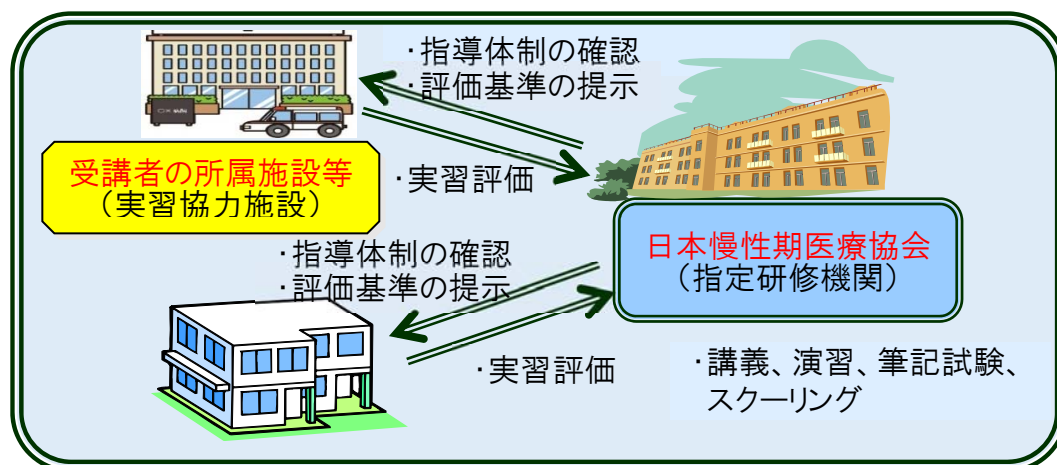 ・指導体制の確認
・評価基準の提示
受講者の所属施設等
（実習協力施設）
・実習評価
日本慢性期医療協会
（指定研修機関）
・指導体制の確認
・評価基準の提示
・実習評価
・講義、演習、筆記試験、
スクーリング